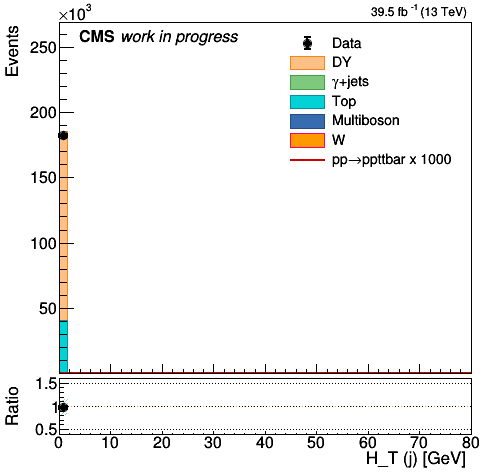 ×10³
39.5 fb⁻¹ (13 TeV)
CMS work in progress
Events
250
200
150
100
50
Data
DY
γ+jets
Top
Multiboson
W
pp→ppttbar x 1000
Ratio
1.5
1
0.5
0 10 20 30 40 50 60 70 80
H_T (j) [GeV]